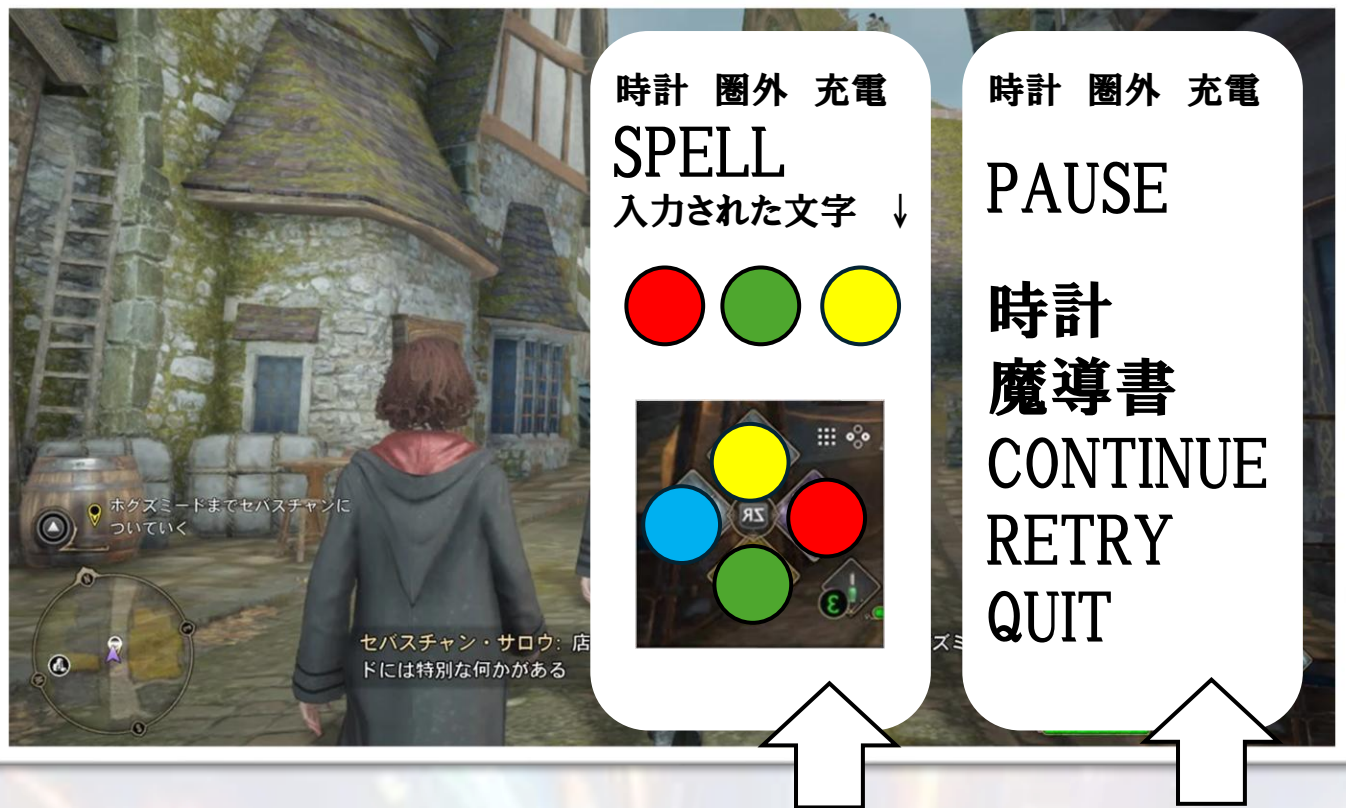 時計 圏外 充電
SPELL
入力された文字 ↓
ZR
3
時計 圏外 充電
PAUSE
時計
魔導書
CONTINUE
RETRY
QUIT
ホグズミードまでセバスチャンに
ついていく
セバスチャン・サロウ: 店
ズミ
ドには特別な何かがある